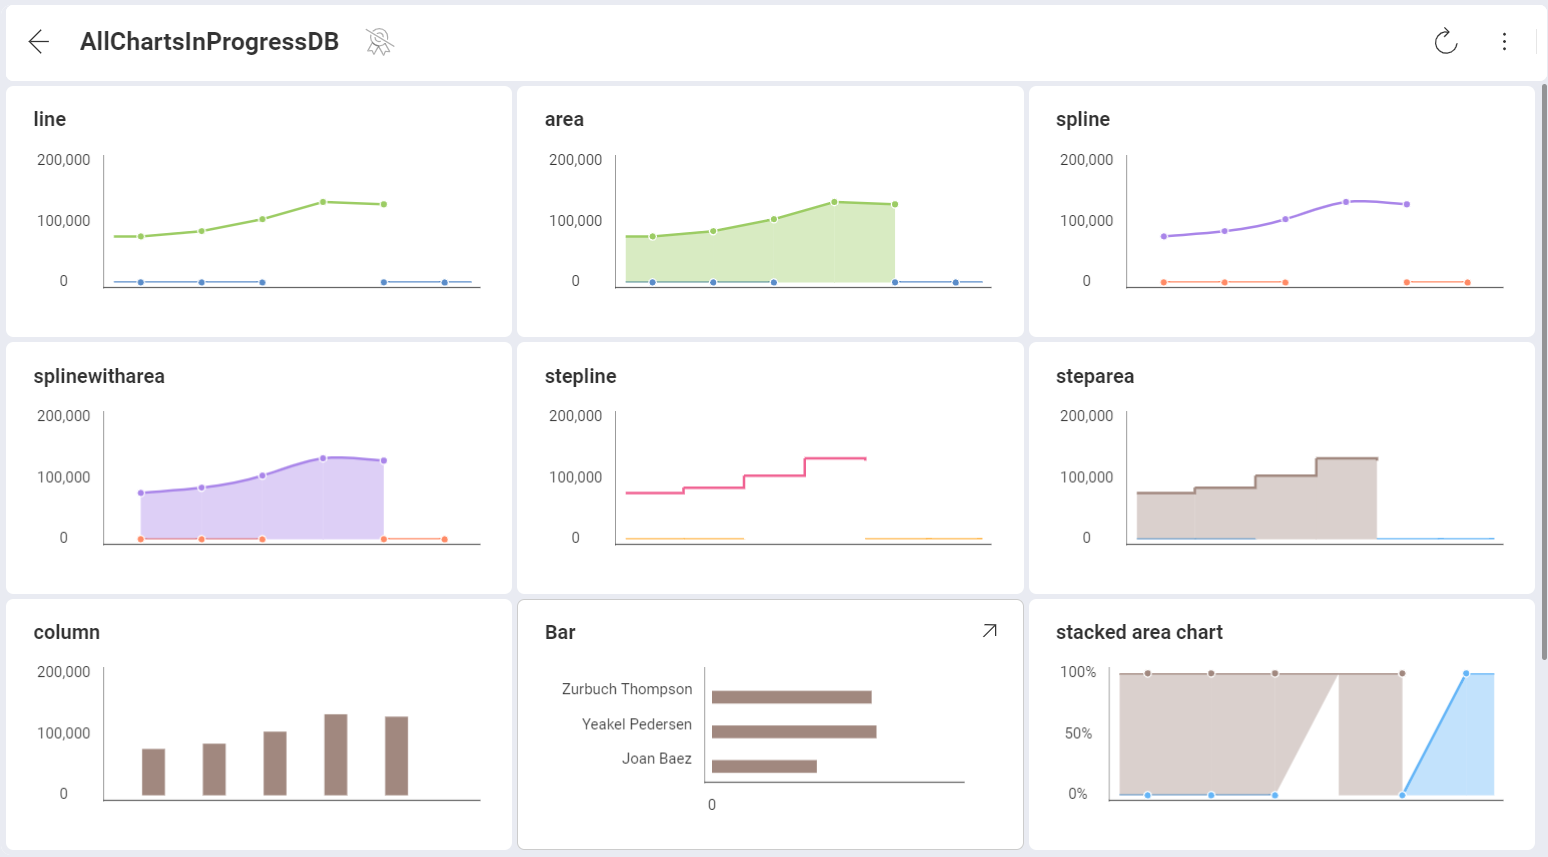 AllChartsInProgressDB
line
200,000
100,000
0
area
200,000
100,000
0
spline
200,000
100,000
0
splinewitharea
200,000
100,000
0
stepline
200,000
100,000
0
steparea
200,000
100,000
0
column
200,000
100,000
0
Bar
Zurbuch Thompson
Yeakel Pedersen
Joan Baez
0
stacked area chart
100%
50%
0%